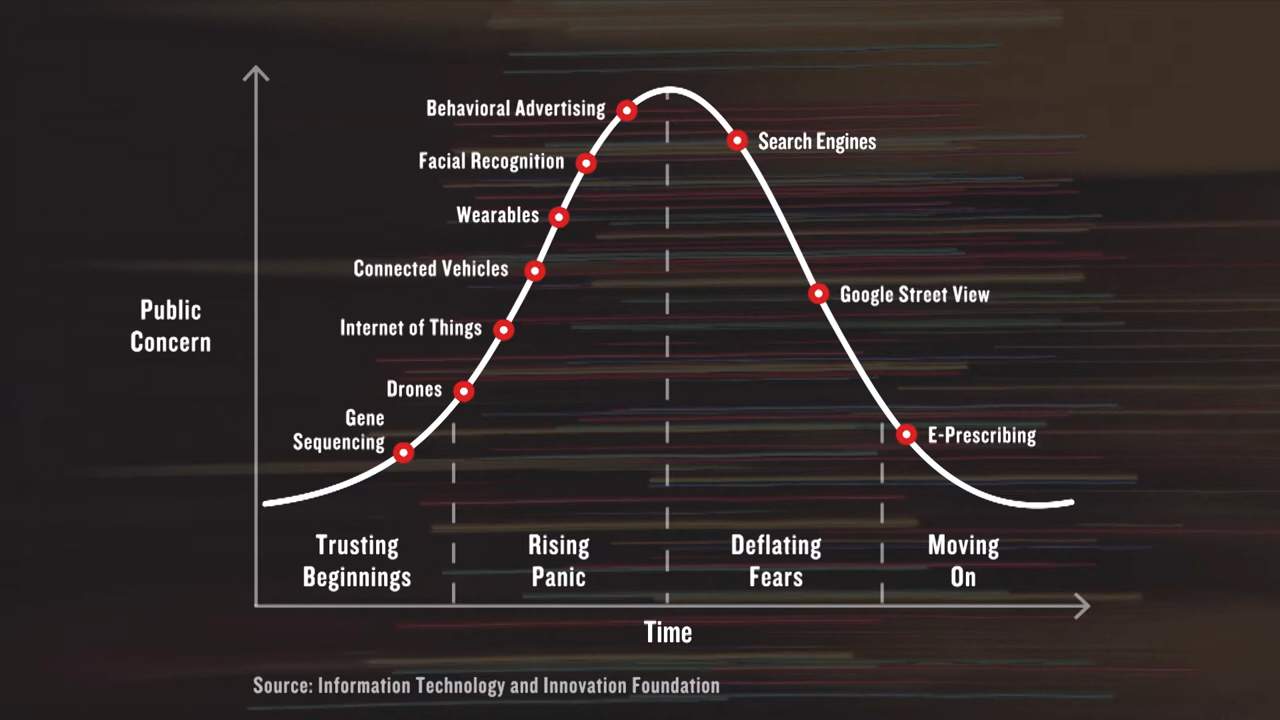 Behavioral Advertising
Search Engines
Facial Recognition
Wearables
Connected Vehicles
Google Street View
Public
Concern
Internet of Things
Drones
Gene
Sequencing
E-Prescribing
Trusting
Beginnings
Rising
Panic
Deflating
Fears
Moving
On
Time
Source: Information Technology and Innovation Foundation